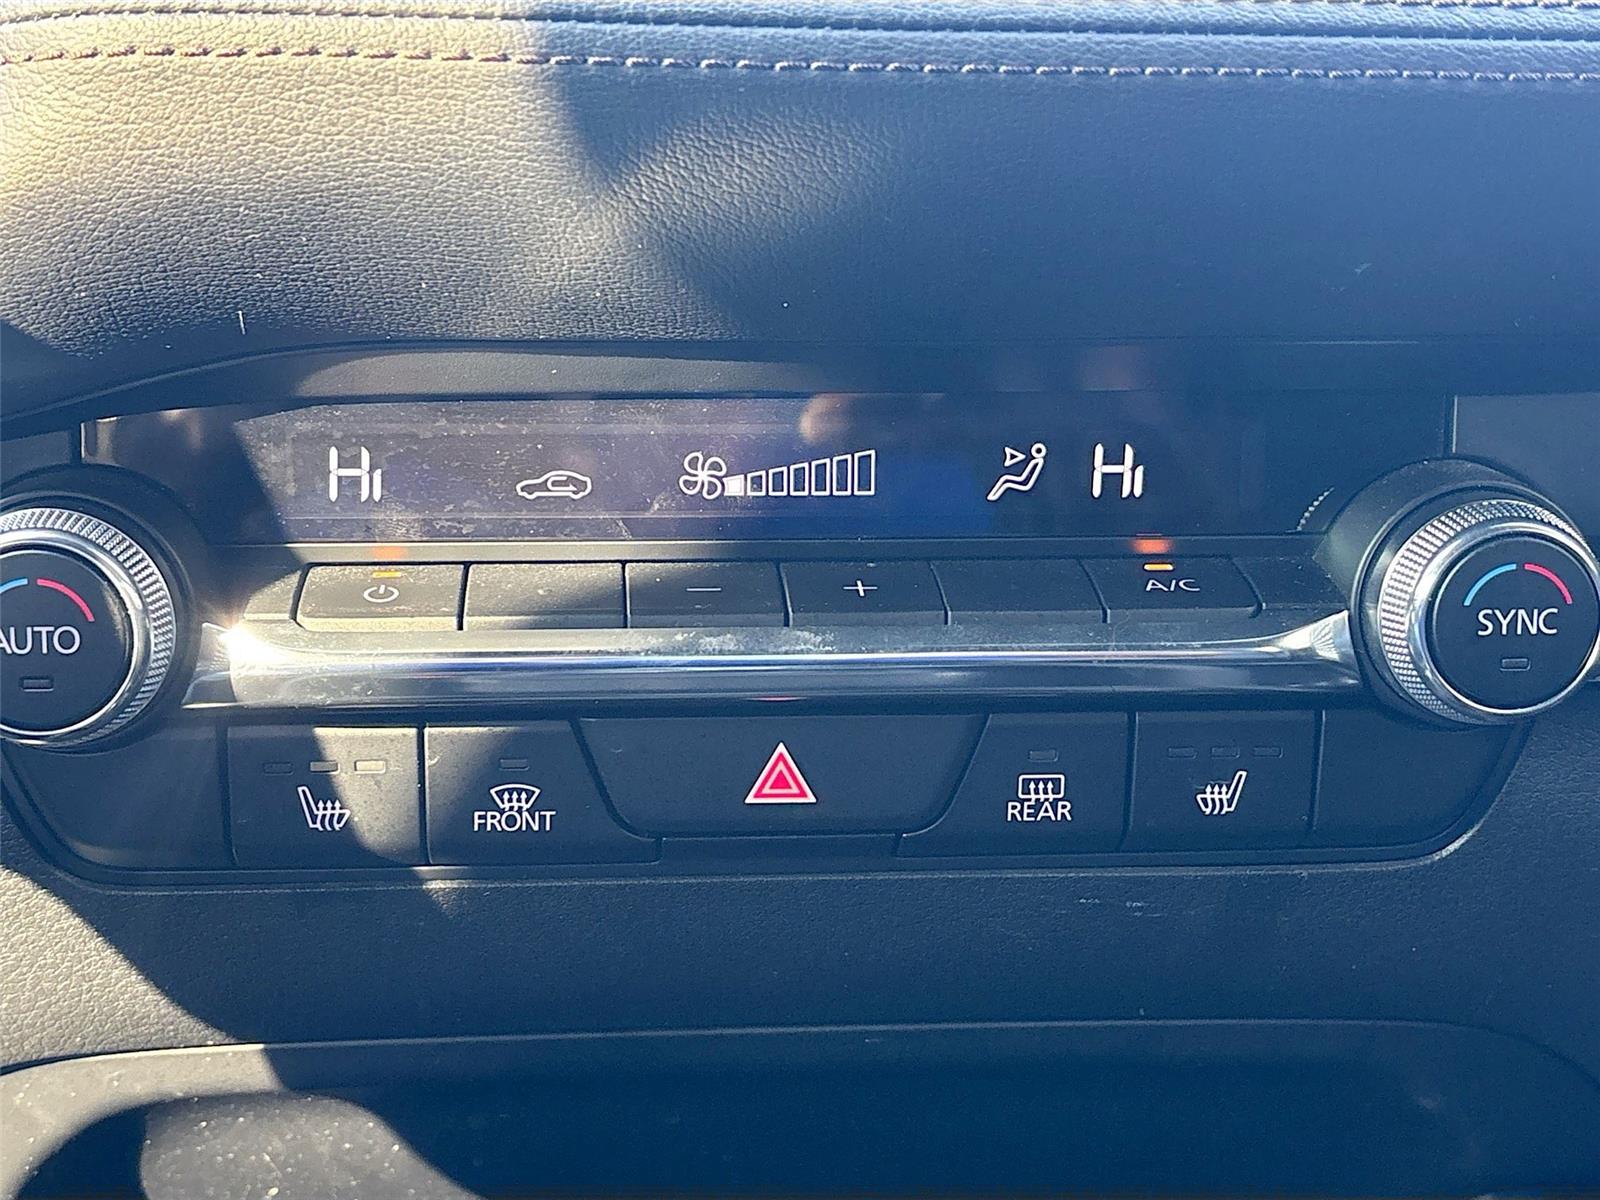 HI HI
− + A/C
AUTO SYNC
FRONT REAR